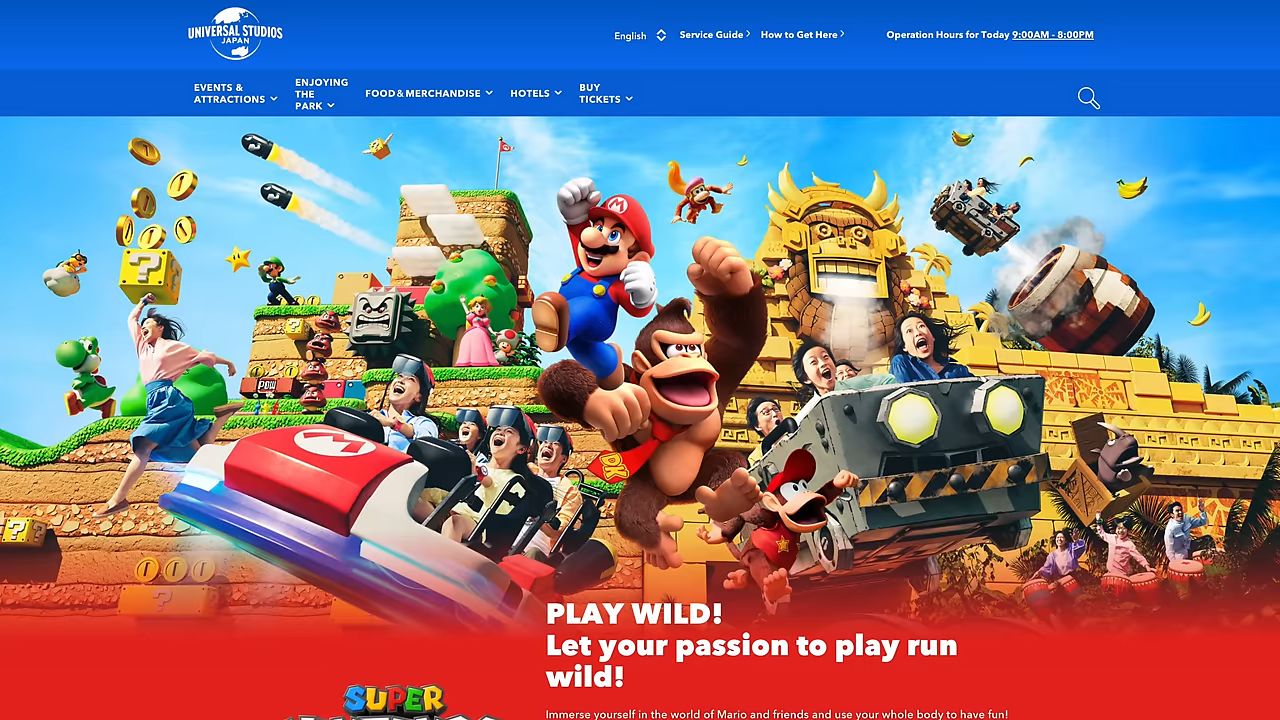 UNIVERSAL STUDIOS
JAPAN
English
Service Guide
How to Get Here
Operation Hours for Today 9:00AM - 8:00PM
EVENTS &
ATTRACTIONS
ENJOYING
THE
PARK
FOOD & MERCHANDISE
HOTELS
BUY
TICKETS
M
?
POW
M
DK
?
PLAY WILD!
Let your passion to play run
wild!
SUPER
Immerse yourself in the world of Mario and friends and use your whole body to have fun!